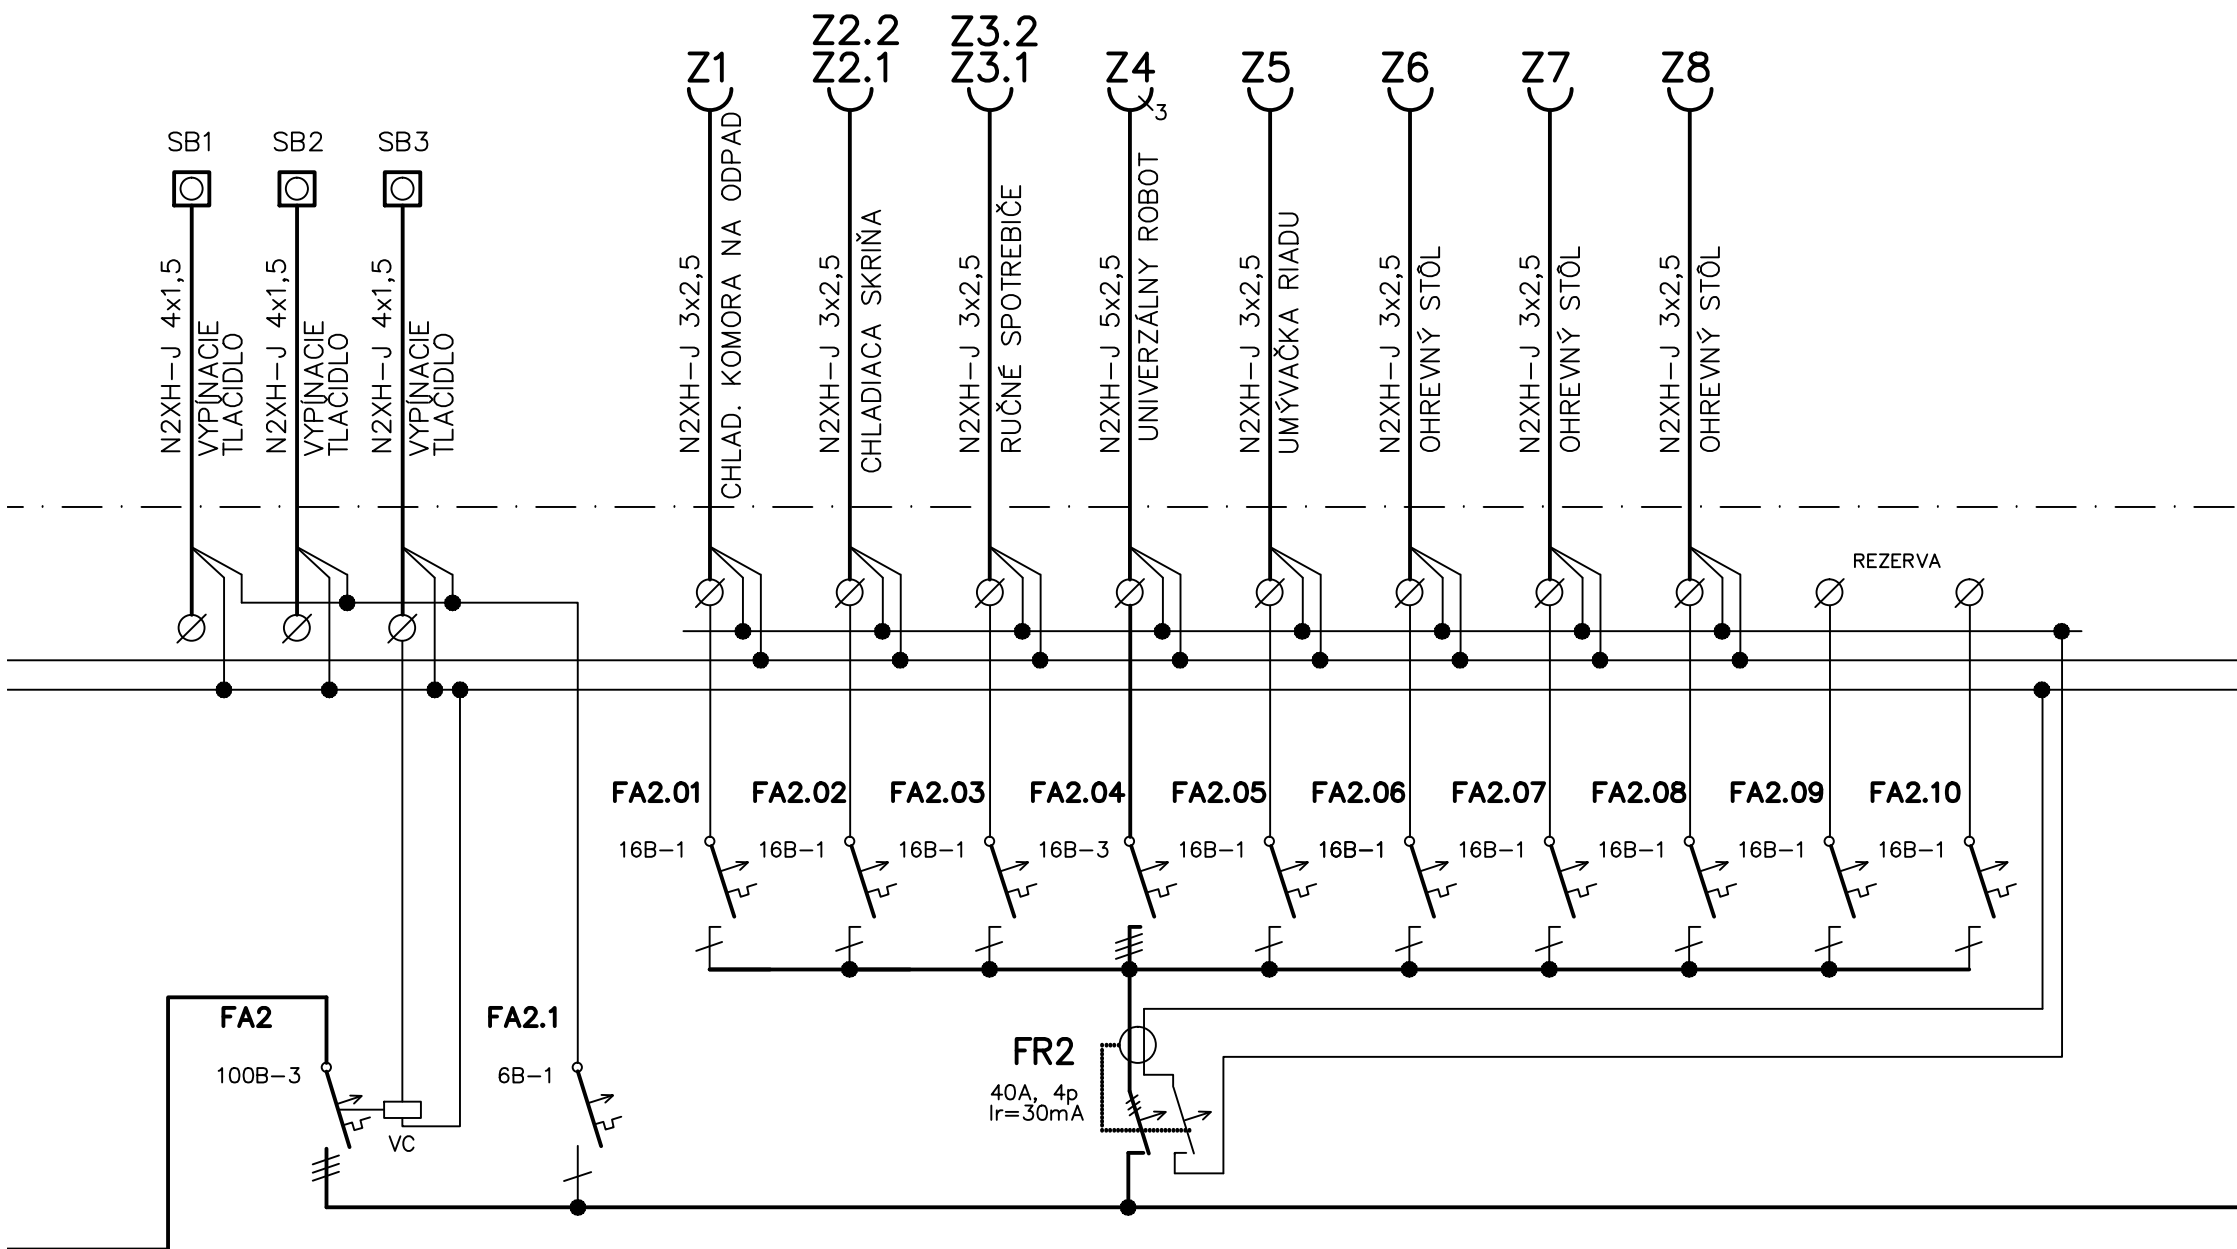 Z2.2
Z3.2
Z1
Z2.1
Z3.1
Z4
Z5
Z6
Z7
Z8
3
SB1
SB2
SB3
N2XH-J 4x1,5
VYPÍNACIE
TLAČIDLO
N2XH-J 4x1,5
VYPÍNACIE
TLAČIDLO
N2XH-J 4x1,5
VYPÍNACIE
TLAČIDLO
N2XH-J 3x2,5
CHLAD. KOMORA NA ODPAD
N2XH-J 3x2,5
CHLADIACA SKRIŇA
N2XH-J 3x2,5
RUČNÉ SPOTREBIČE
N2XH-J 5x2,5
UNIVERZÁLNY ROBOT
N2XH-J 3x2,5
UMÝVAČKA RIADU
N2XH-J 3x2,5
OHREVNÝ STÔL
N2XH-J 3x2,5
OHREVNÝ STÔL
N2XH-J 3x2,5
OHREVNÝ STÔL
REZERVA
FA2.01
FA2.02
FA2.03
FA2.04
FA2.05
FA2.06
FA2.07
FA2.08
FA2.09
FA2.10
16B-1
16B-1
16B-1
16B-3
16B-1
16B-1
16B-1
16B-1
16B-1
16B-1
FA2
100B-3
VC
FA2.1
6B-1
FR2
40A, 4p
Ir=30mA